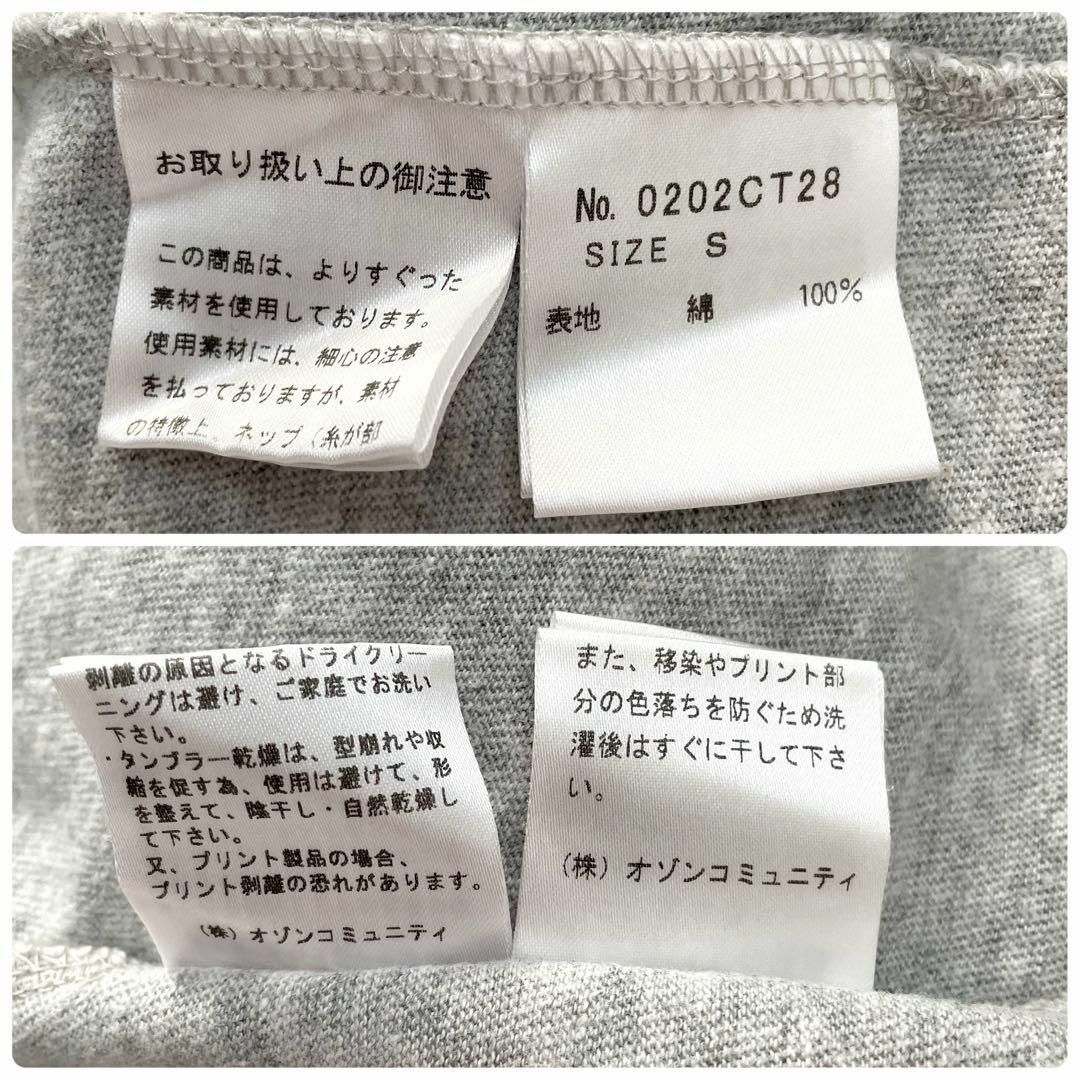 お取り扱い上の御注意
この商品は、よりすぐった
素材を使用しております。
使用素材には、細心の注意
を払っておりますが、素材
の特徴上、ネップ（糸が部
No. 0202CT28
SIZE S
表地 綿 100%
剥離の原因となるドライクリー
ニングは避け、ご家庭でお洗い
下さい。
・タンブラー乾燥は、型崩れや収
縮を促す為、使用は避けて、形
を整えて、陰干し・自然乾燥し
て下さい。
又、プリント製品の場合、
プリント剥離の恐れがあります。
（株）オゾンコミュニティ
また、移染やプリント部
分の色落ちを防ぐため洗
濯後はすぐに干して下さ
い。
（株）オゾンコミュニティ